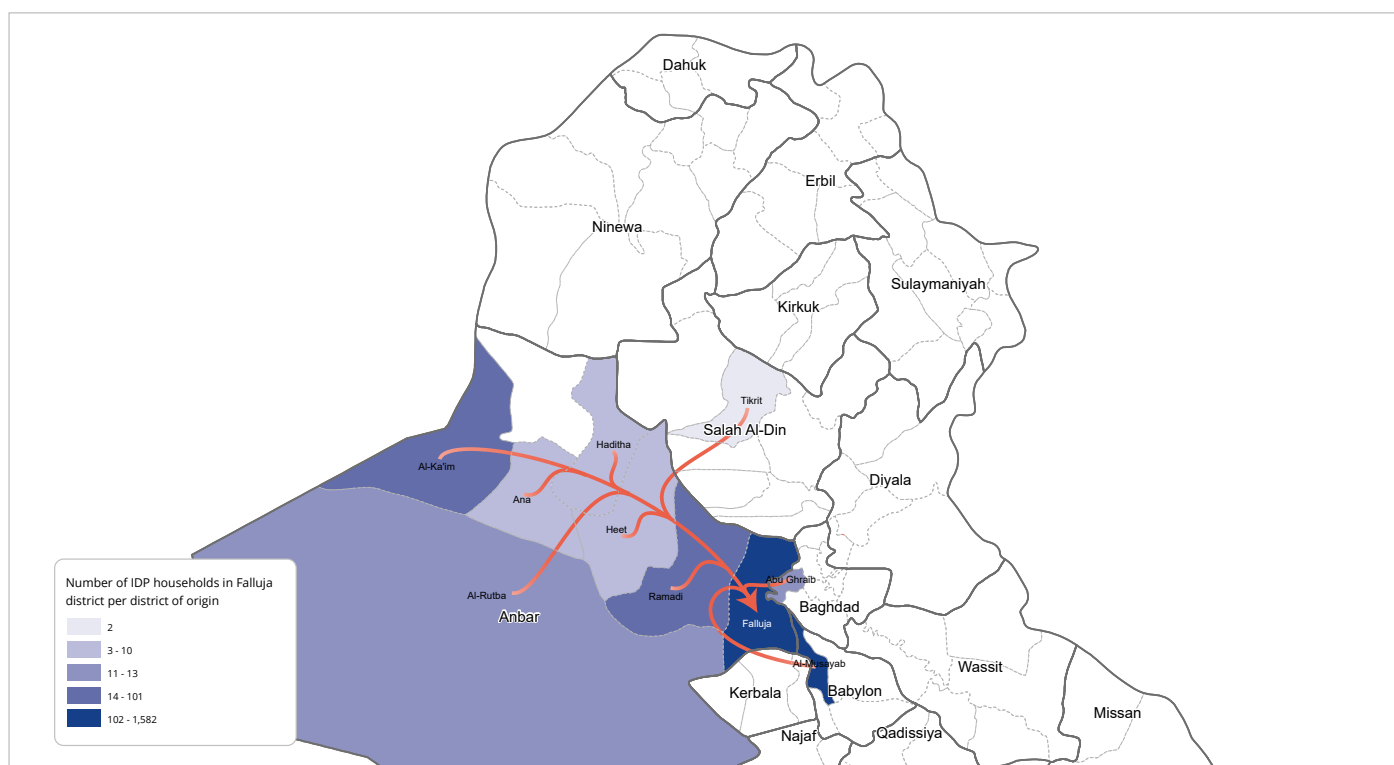 Dahuk
Erbil
Ninewa
Sulaymaniyah
Kirkuk
Tikrit
Salah Al-Din
Haditha
Al-Ka'im
Diyala
Ana
Heet
Abu Ghraib
Al-Rutba
Ramadi
Baghdad
Anbar
Falluja
Al-Musayab
Wassit
Kerbala
Babylon
Missan
Najaf
Qadissiya
Number of IDP households in Falluja
district per district of origin
2
3 - 10
11 - 13
14 - 101
102 - 1,582